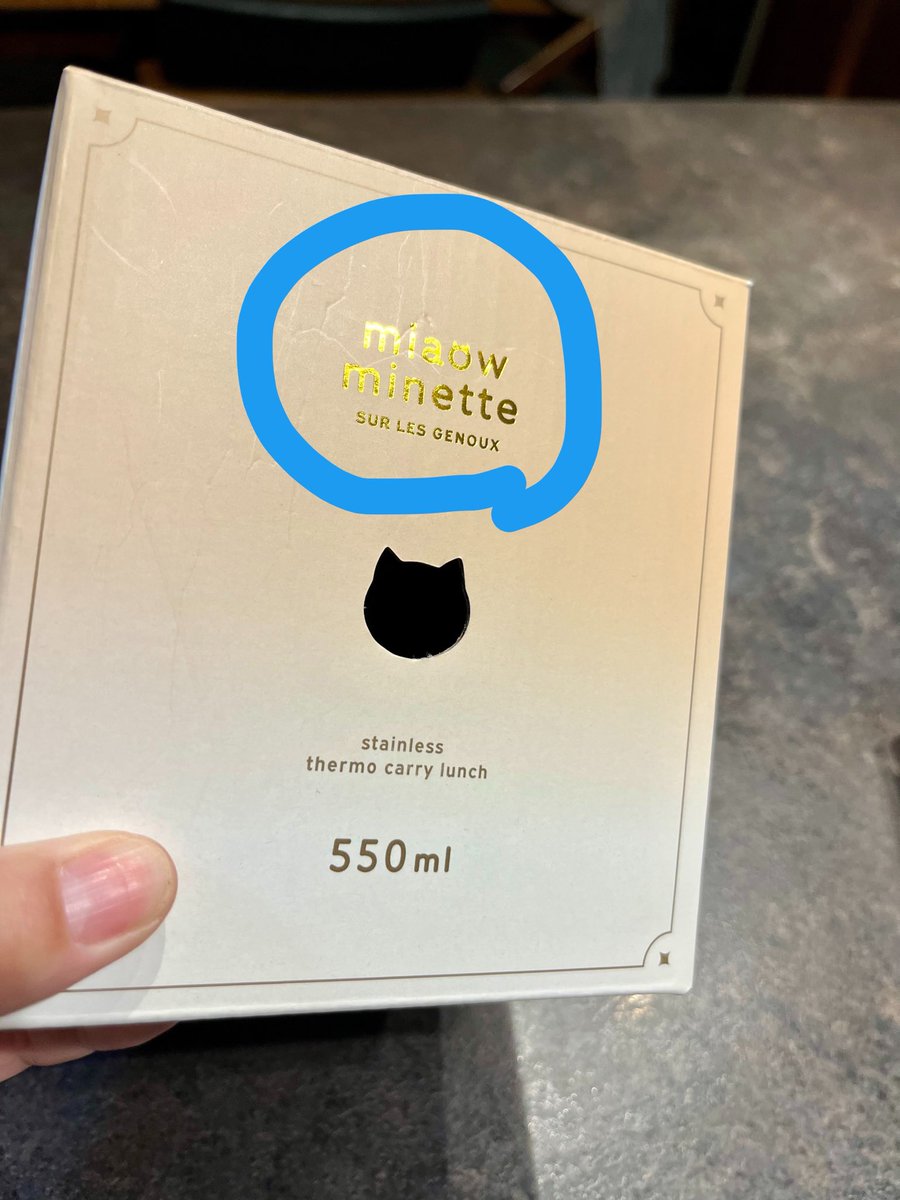 miaow
minette
SUR LES GENOUX
stainless
thermo carry lunch
550ml